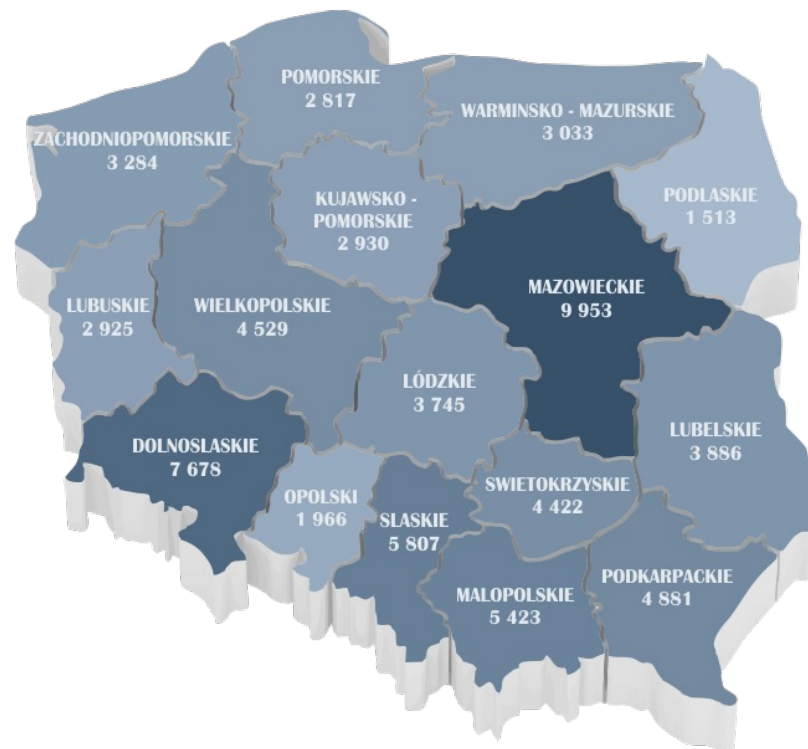 POMORSKIE
2 817
WARMINSKO - MAZURSKIE
3 033
ZACHODNIOPOMORSKIE
3 284
PODLASKIE
1 513
KUJAWSKO -
POMORSKIE
2 930
MAZOWIECKIE
9 953
LUBUSKIE
2 925
WIELKOPOLSKIE
4 529
LÓDZKIE
3 745
LUBELSKIE
3 886
DOLNOSLASKIE
7 678
OPOLSKI
1 966
SLASKIE
5 807
SWIETOKRZYSKIE
4 422
MALOPOLSKIE
5 423
PODKARPACKIE
4 881